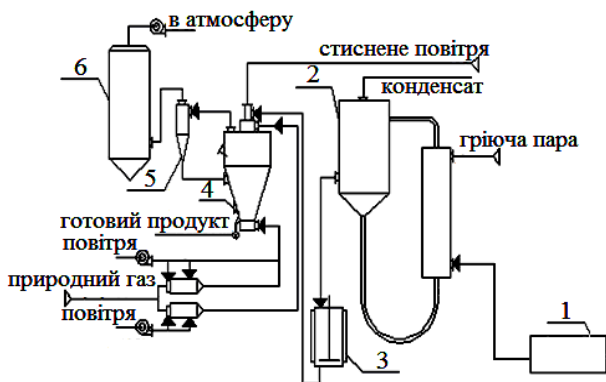 в атмосферу
стиснене повітря
6
2
конденсат
гріюча пара
5
4
готовий продукт
повітря
природний газ
повітря
3
1